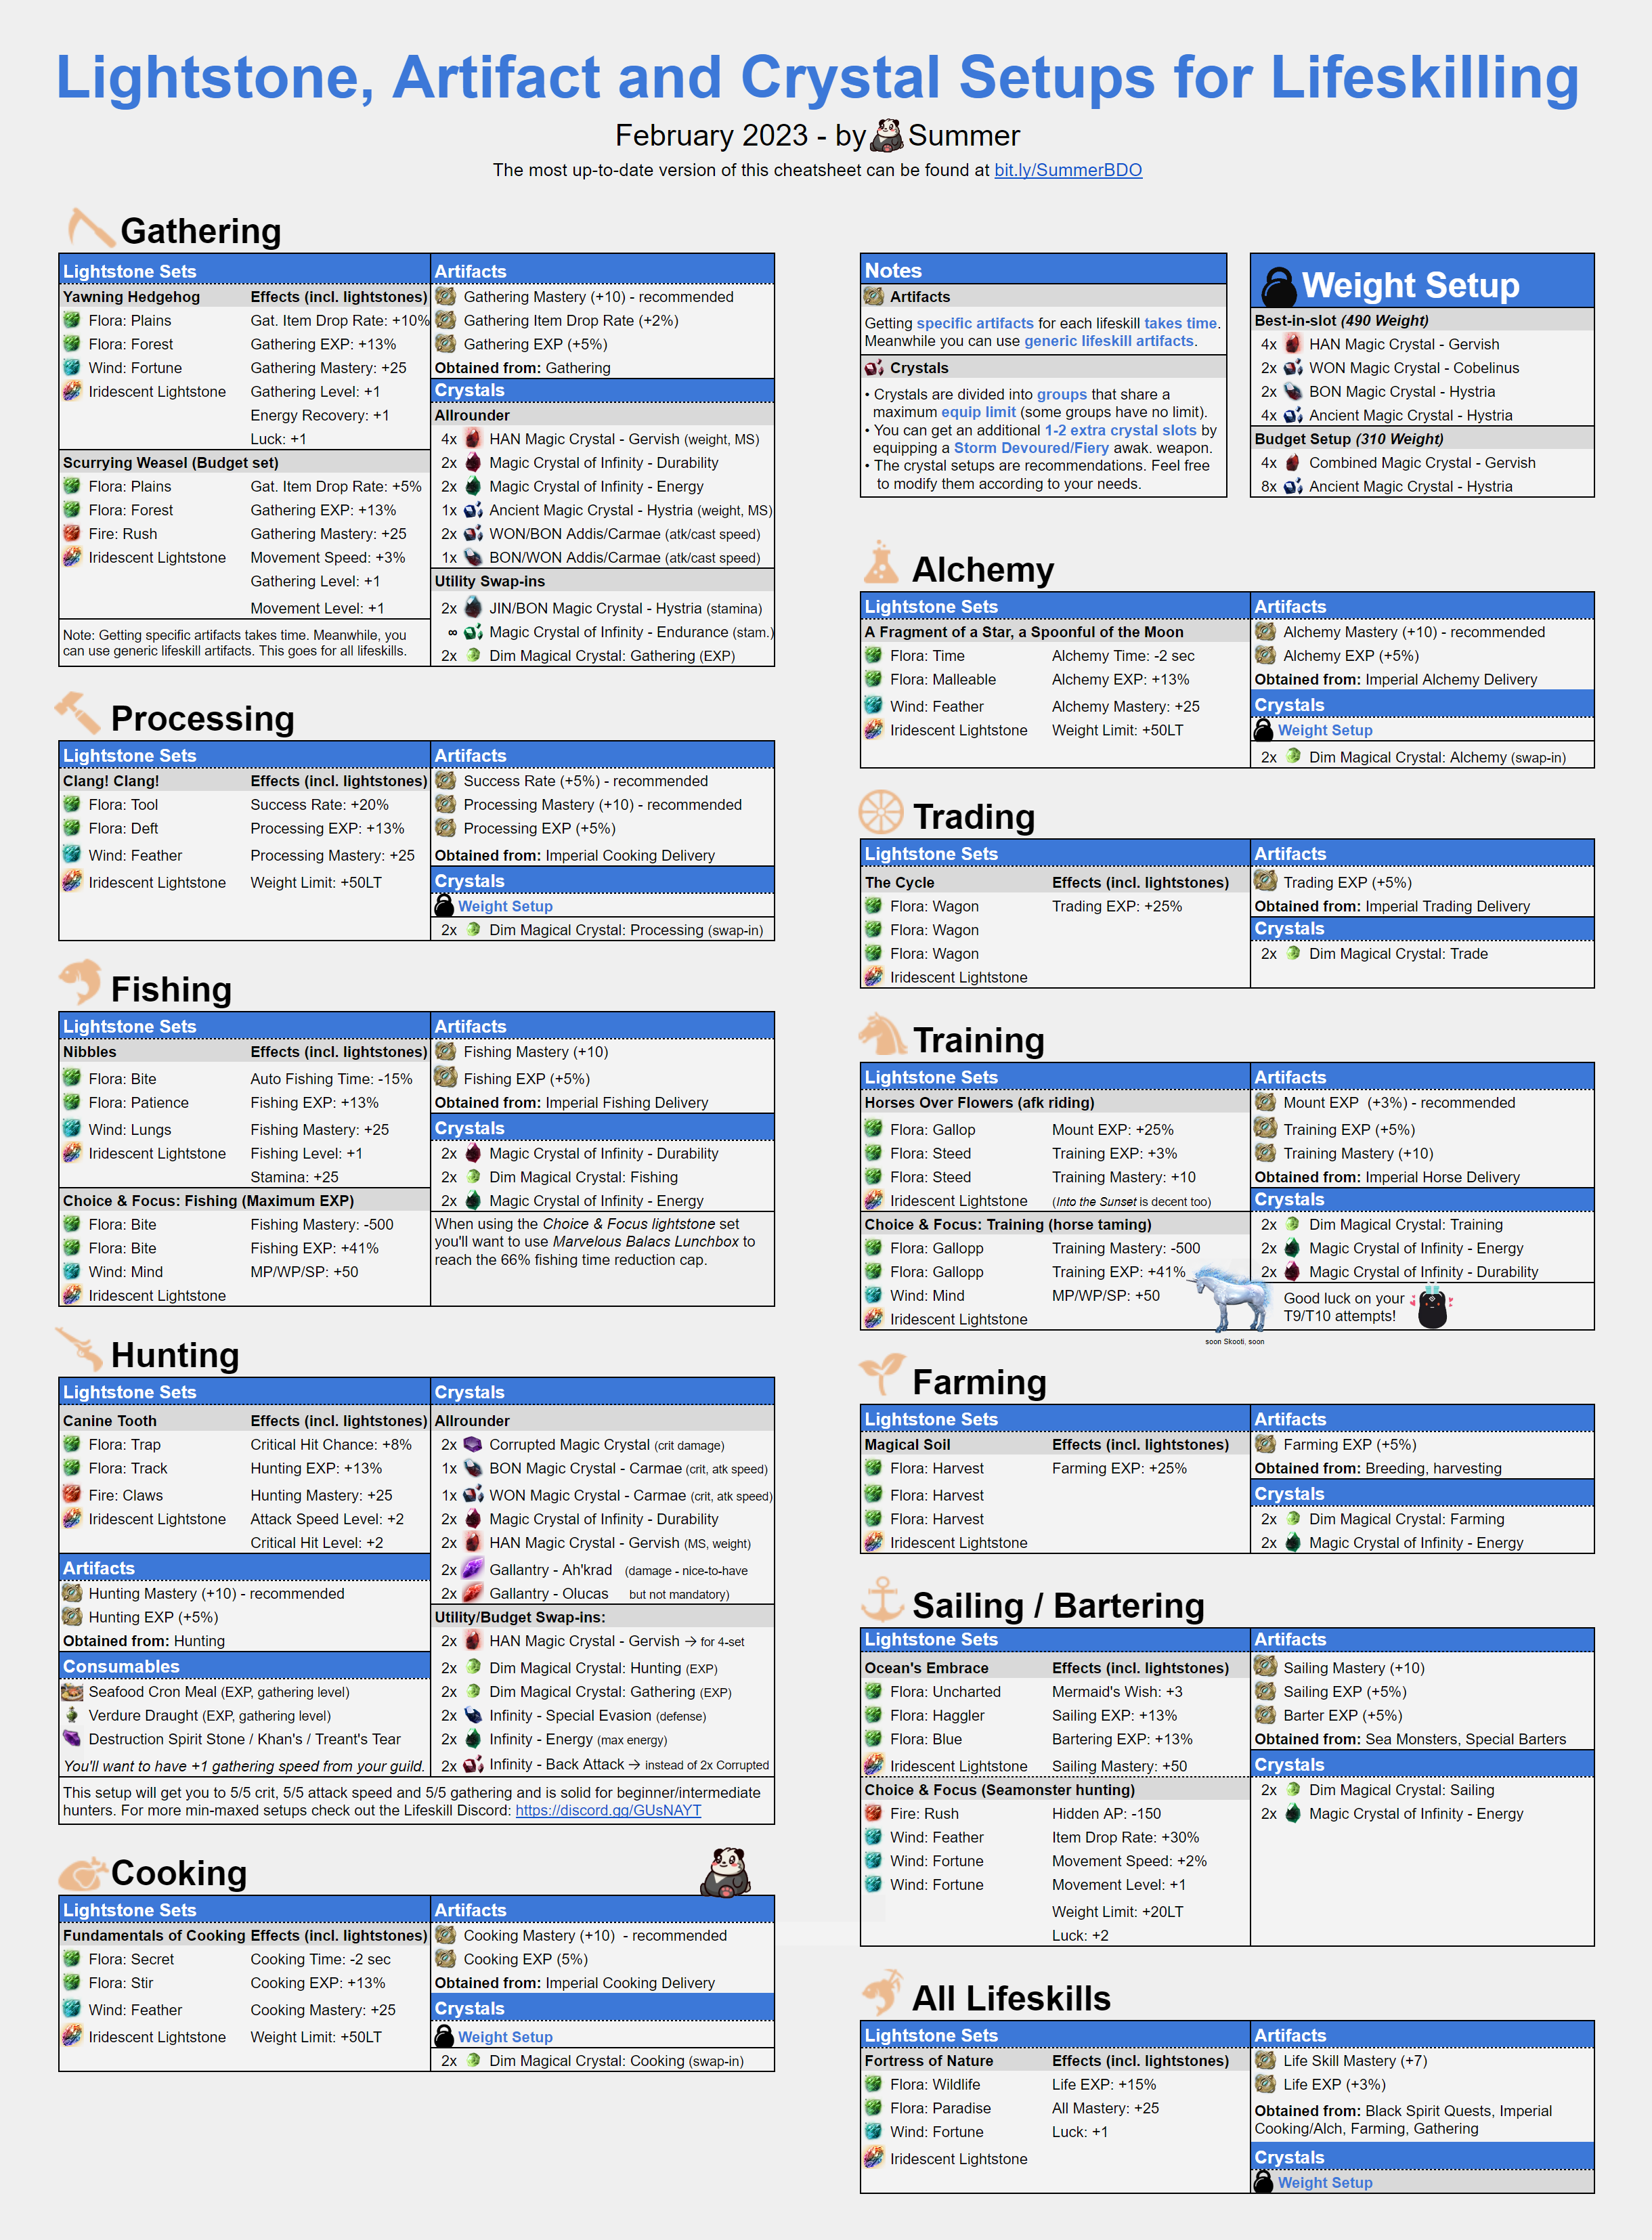 Lightstone, Artifact and Crystal Setups for Lifeskilling
February 2023 - by Summer
The most up-to-date version of this cheatsheet can be found at bit.ly/SummerBDO
Gathering
Lightstone Sets
Yawning Hedgehog Effects (incl. lightstones)
Flora: Plains Gat. Item Drop Rate: +10%
Flora: Forest Gathering EXP: +13%
Wind: Fortune Gathering Mastery: +25
Iridescent Lightstone Gathering Level: +1
Energy Recovery: +1
Luck: +1
Scurrying Weasel (Budget set)
Flora: Plains Gat. Item Drop Rate: +5%
Flora: Forest Gathering EXP: +13%
Fire: Rush Gathering Mastery: +25
Iridescent Lightstone Movement Speed: +3%
Gathering Level: +1
Movement Level: +1
Note: Getting specific artifacts takes time. Meanwhile, you
can use generic lifeskill artifacts. This goes for all lifeskills.
Artifacts
Gathering Mastery (+10) - recommended
Gathering Item Drop Rate (+2%)
Gathering EXP (+5%)
Obtained from: Gathering
Crystals
Allrounder
4x HAN Magic Crystal - Gervish (weight, MS)
2x Magic Crystal of Infinity - Durability
2x Magic Crystal of Infinity - Energy
1x Ancient Magic Crystal - Hystria (weight, MS)
2x WON/BON Addis/Carmae (atk/cast speed)
1x BON/WON Addis/Carmae (atk/cast speed)
Utility Swap-ins
2x JIN/BON Magic Crystal - Hystria (stamina)
∞ Magic Crystal of Infinity - Endurance (stam.)
2x Dim Magical Crystal: Gathering (EXP)
Processing
Lightstone Sets
Clang! Clang! Effects (incl. lightstones)
Flora: Tool Success Rate: +20%
Flora: Deft Processing EXP: +13%
Wind: Feather Processing Mastery: +25
Iridescent Lightstone Weight Limit: +50LT
Artifacts
Success Rate (+5%) - recommended
Processing Mastery (+10) - recommended
Processing EXP (+5%)
Obtained from: Imperial Cooking Delivery
Crystals
Weight Setup
2x Dim Magical Crystal: Processing (swap-in)
Fishing
Lightstone Sets
Nibbles Effects (incl. lightstones)
Flora: Bite Auto Fishing Time: -15%
Flora: Patience Fishing EXP: +13%
Wind: Lungs Fishing Mastery: +25
Iridescent Lightstone Fishing Level: +1
Stamina: +25
Choice & Focus: Fishing (Maximum EXP)
Flora: Bite Fishing Mastery: -500
Flora: Bite Fishing EXP: +41%
Wind: Mind MP/WP/SP: +50
Iridescent Lightstone
Artifacts
Fishing Mastery (+10)
Fishing EXP (+5%)
Obtained from: Imperial Fishing Delivery
Crystals
2x Magic Crystal of Infinity - Durability
2x Dim Magical Crystal: Fishing
2x Magic Crystal of Infinity - Energy
When using the Choice & Focus lightstone set
you'll want to use Marvelous Balacs Lunchbox to
reach the 66% fishing time reduction cap.
Hunting
Lightstone Sets
Canine Tooth Effects (incl. lightstones)
Flora: Trap Critical Hit Chance: +8%
Flora: Track Hunting EXP: +13%
Fire: Claws Hunting Mastery: +25
Iridescent Lightstone Attack Speed Level: +2
Critical Hit Level: +2
Artifacts
Hunting Mastery (+10) - recommended
Hunting EXP (+5%)
Obtained from: Hunting
Consumables
Seafood Cron Meal (EXP, gathering level)
Verdure Draught (EXP, gathering level)
Destruction Spirit Stone / Khan's / Treant's Tear
You'll want to have +1 gathering speed from your guild.
Crystals
Allrounder
2x Corrupted Magic Crystal (crit damage)
1x BON Magic Crystal - Carmae (crit, atk speed)
1x WON Magic Crystal - Carmae (crit, atk speed)
2x Magic Crystal of Infinity - Durability
2x HAN Magic Crystal - Gervish (MS, weight)
2x Gallantry - Ah'krad (damage - nice-to-have
2x Gallantry - Olucas but not mandatory)
Utility/Budget Swap-ins:
2x HAN Magic Crystal - Gervish → for 4-set
2x Dim Magical Crystal: Hunting (EXP)
2x Dim Magical Crystal: Gathering (EXP)
2x Infinity - Special Evasion (defense)
2x Infinity - Energy (max energy)
2x Infinity - Back Attack → instead of 2x Corrupted
This setup will get you to 5/5 crit, 5/5 attack speed and 5/5 gathering and is solid for beginner/intermediate
hunters. For more min-maxed setups check out the Lifeskill Discord: https://discord.gg/GUsNAYT
Cooking
Lightstone Sets
Fundamentals of Cooking Effects (incl. lightstones)
Flora: Secret Cooking Time: -2 sec
Flora: Stir Cooking EXP: +13%
Wind: Feather Cooking Mastery: +25
Iridescent Lightstone Weight Limit: +50LT
Artifacts
Cooking Mastery (+10) - recommended
Cooking EXP (5%)
Obtained from: Imperial Cooking Delivery
Crystals
Weight Setup
2x Dim Magical Crystal: Cooking (swap-in)
Notes
Artifacts
Getting specific artifacts for each lifeskill takes time.
Meanwhile you can use generic lifeskill artifacts.
Crystals
• Crystals are divided into groups that share a
maximum equip limit (some groups have no limit).
• You can get an additional 1-2 extra crystal slots by
equipping a Storm Devoured/Fiery awak. weapon.
• The crystal setups are recommendations. Feel free
to modify them according to your needs.
Weight Setup
Best-in-slot (490 Weight)
4x HAN Magic Crystal - Gervish
2x WON Magic Crystal - Cobelinus
2x BON Magic Crystal - Hystria
4x Ancient Magic Crystal - Hystria
Budget Setup (310 Weight)
4x Combined Magic Crystal - Gervish
8x Ancient Magic Crystal - Hystria
Alchemy
Lightstone Sets
A Fragment of a Star, a Spoonful of the Moon
Flora: Time Alchemy Time: -2 sec
Flora: Malleable Alchemy EXP: +13%
Wind: Feather Alchemy Mastery: +25
Iridescent Lightstone Weight Limit: +50LT
Artifacts
Alchemy Mastery (+10) - recommended
Alchemy EXP (+5%)
Obtained from: Imperial Alchemy Delivery
Crystals
Weight Setup
2x Dim Magical Crystal: Alchemy (swap-in)
Trading
Lightstone Sets
The Cycle Effects (incl. lightstones)
Flora: Wagon Trading EXP: +25%
Flora: Wagon
Flora: Wagon
Iridescent Lightstone
Artifacts
Trading EXP (+5%)
Obtained from: Imperial Trading Delivery
Crystals
2x Dim Magical Crystal: Trade
Training
Lightstone Sets
Horses Over Flowers (afk riding)
Flora: Gallop Mount EXP: +25%
Flora: Steed Training EXP: +3%
Flora: Steed Training Mastery: +10
Iridescent Lightstone (Into the Sunset is decent too)
Choice & Focus: Training (horse taming)
Flora: Gallopp Training Mastery: -500
Flora: Gallopp Training EXP: +41%
Wind: Mind MP/WP/SP: +50
Iridescent Lightstone
Artifacts
Mount EXP (+3%) - recommended
Training EXP (+5%)
Training Mastery (+10)
Obtained from: Imperial Horse Delivery
Crystals
2x Dim Magical Crystal: Training
2x Magic Crystal of Infinity - Energy
2x Magic Crystal of Infinity - Durability
Good luck on your
T9/T10 attempts!
soon Skooti, soon
Farming
Lightstone Sets
Magical Soil Effects (incl. lightstones)
Flora: Harvest Farming EXP: +25%
Flora: Harvest
Flora: Harvest
Iridescent Lightstone
Artifacts
Farming EXP (+5%)
Obtained from: Breeding, harvesting
Crystals
2x Dim Magical Crystal: Farming
2x Magic Crystal of Infinity - Energy
Sailing / Bartering
Lightstone Sets
Ocean's Embrace Effects (incl. lightstones)
Flora: Uncharted Mermaid's Wish: +3
Flora: Haggler Sailing EXP: +13%
Flora: Blue Bartering EXP: +13%
Iridescent Lightstone Sailing Mastery: +50
Choice & Focus (Seamonster hunting)
Fire: Rush Hidden AP: -150
Wind: Feather Item Drop Rate: +30%
Wind: Fortune Movement Speed: +2%
Wind: Fortune Movement Level: +1
Weight Limit: +20LT
Luck: +2
Artifacts
Sailing Mastery (+10)
Sailing EXP (+5%)
Barter EXP (+5%)
Obtained from: Sea Monsters, Special Barters
Crystals
2x Dim Magical Crystal: Sailing
2x Magic Crystal of Infinity - Energy
All Lifeskills
Lightstone Sets
Fortress of Nature Effects (incl. lightstones)
Flora: Wildlife Life EXP: +15%
Flora: Paradise All Mastery: +25
Wind: Fortune Luck: +1
Iridescent Lightstone
Artifacts
Life Skill Mastery (+7)
Life EXP (+3%)
Obtained from: Black Spirit Quests, Imperial
Cooking/Alch, Farming, Gathering
Crystals
Weight Setup